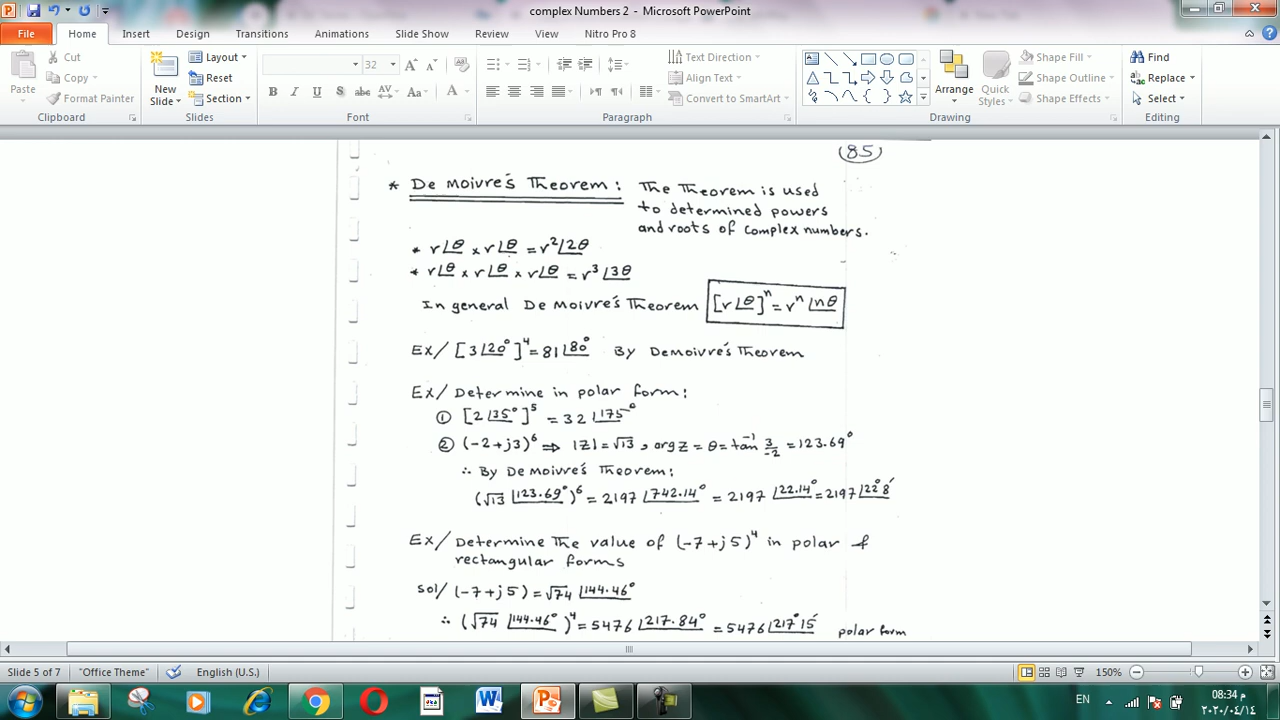 complex Numbers 2 - Microsoft PowerPoint
File Home Insert Design Transitions Animations Slide Show Review View Nitro Pro 8
Paste
Cut
Copy
Format Painter
Clipboard
New Slide
Layout
Reset
Section
Slides
32
B I U S abc AV Aa A
Font
Text Direction
Align Text
Convert to SmartArt
Paragraph
Arrange
Quick Styles
Shape Fill
Shape Outline
Shape Effects
Drawing
Find
Replace
Select
Editing
85
* De Moivre's Theorem: The Theorem is used
to determined powers
and roots of complex numbers.
* r∠θ × r∠θ = r²∠2θ
* r∠θ × r∠θ × r∠θ = r³∠3θ
In general De Moivre's Theorem [r∠θ]ⁿ = rⁿ∠nθ
EX/ [3∠20°]⁴ = 81∠80° By Demoivre's Theorem
EX/ Determine in polar form:
① [2∠35°]⁵ = 32∠175°
② (-2+j3)⁶ ⇒ |Z| = √13, arg z = θ = tan⁻¹ 3/-2 = 123.69°
∴ By De Moivre's Theorem:
(√13 ∠123.69°)⁶ = 2197 ∠742.14° = 2197 ∠22.14° = 2197 ∠22°8′
EX/ Determine the value of (-7+j5)⁴ in polar &
rectangular forms
sol/ (-7+j5) = √74 ∠144.46°
∴ (√74 ∠144.46°)⁴ = 5476 ∠217.84° = 5476 ∠217°15′ polar form
Slide 5 of 7 "Office Theme" English (U.S.) 150%
EN 08:34 م
٢٠٢٠/٠٤/١٤